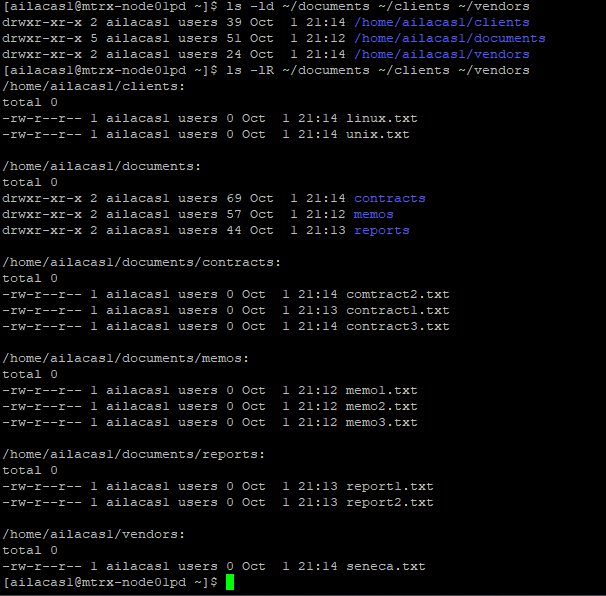 [ailacas1@mtrx-node01pd ~]$ ls -ld ~/documents ~/clients ~/vendors
drwxr-xr-x 2 ailacas1 users 39 Oct  1 21:14 /home/ailacas1/clients
drwxr-xr-x 5 ailacas1 users 51 Oct  1 21:12 /home/ailacas1/documents
drwxr-xr-x 2 ailacas1 users 24 Oct  1 21:14 /home/ailacas1/vendors
[ailacas1@mtrx-node01pd ~]$ ls -lR ~/documents ~/clients ~/vendors
/home/ailacas1/clients:
total 0
-rw-r--r-- 1 ailacas1 users 0 Oct  1 21:14 linux.txt
-rw-r--r-- 1 ailacas1 users 0 Oct  1 21:14 unix.txt

/home/ailacas1/documents:
total 0
drwxr-xr-x 2 ailacas1 users 69 Oct  1 21:14 contracts
drwxr-xr-x 2 ailacas1 users 57 Oct  1 21:12 memos
drwxr-xr-x 2 ailacas1 users 44 Oct  1 21:13 reports

/home/ailacas1/documents/contracts:
total 0
-rw-r--r-- 1 ailacas1 users 0 Oct  1 21:14 comtract2.txt
-rw-r--r-- 1 ailacas1 users 0 Oct  1 21:13 contract1.txt
-rw-r--r-- 1 ailacas1 users 0 Oct  1 21:14 contract3.txt

/home/ailacas1/documents/memos:
total 0
-rw-r--r-- 1 ailacas1 users 0 Oct  1 21:12 memo1.txt
-rw-r--r-- 1 ailacas1 users 0 Oct  1 21:12 memo2.txt
-rw-r--r-- 1 ailacas1 users 0 Oct  1 21:12 memo3.txt

/home/ailacas1/documents/reports:
total 0
-rw-r--r-- 1 ailacas1 users 0 Oct  1 21:13 report1.txt
-rw-r--r-- 1 ailacas1 users 0 Oct  1 21:13 report2.txt

/home/ailacas1/vendors:
total 0
-rw-r--r-- 1 ailacas1 users 0 Oct  1 21:14 seneca.txt
[ailacas1@mtrx-node01pd ~]$